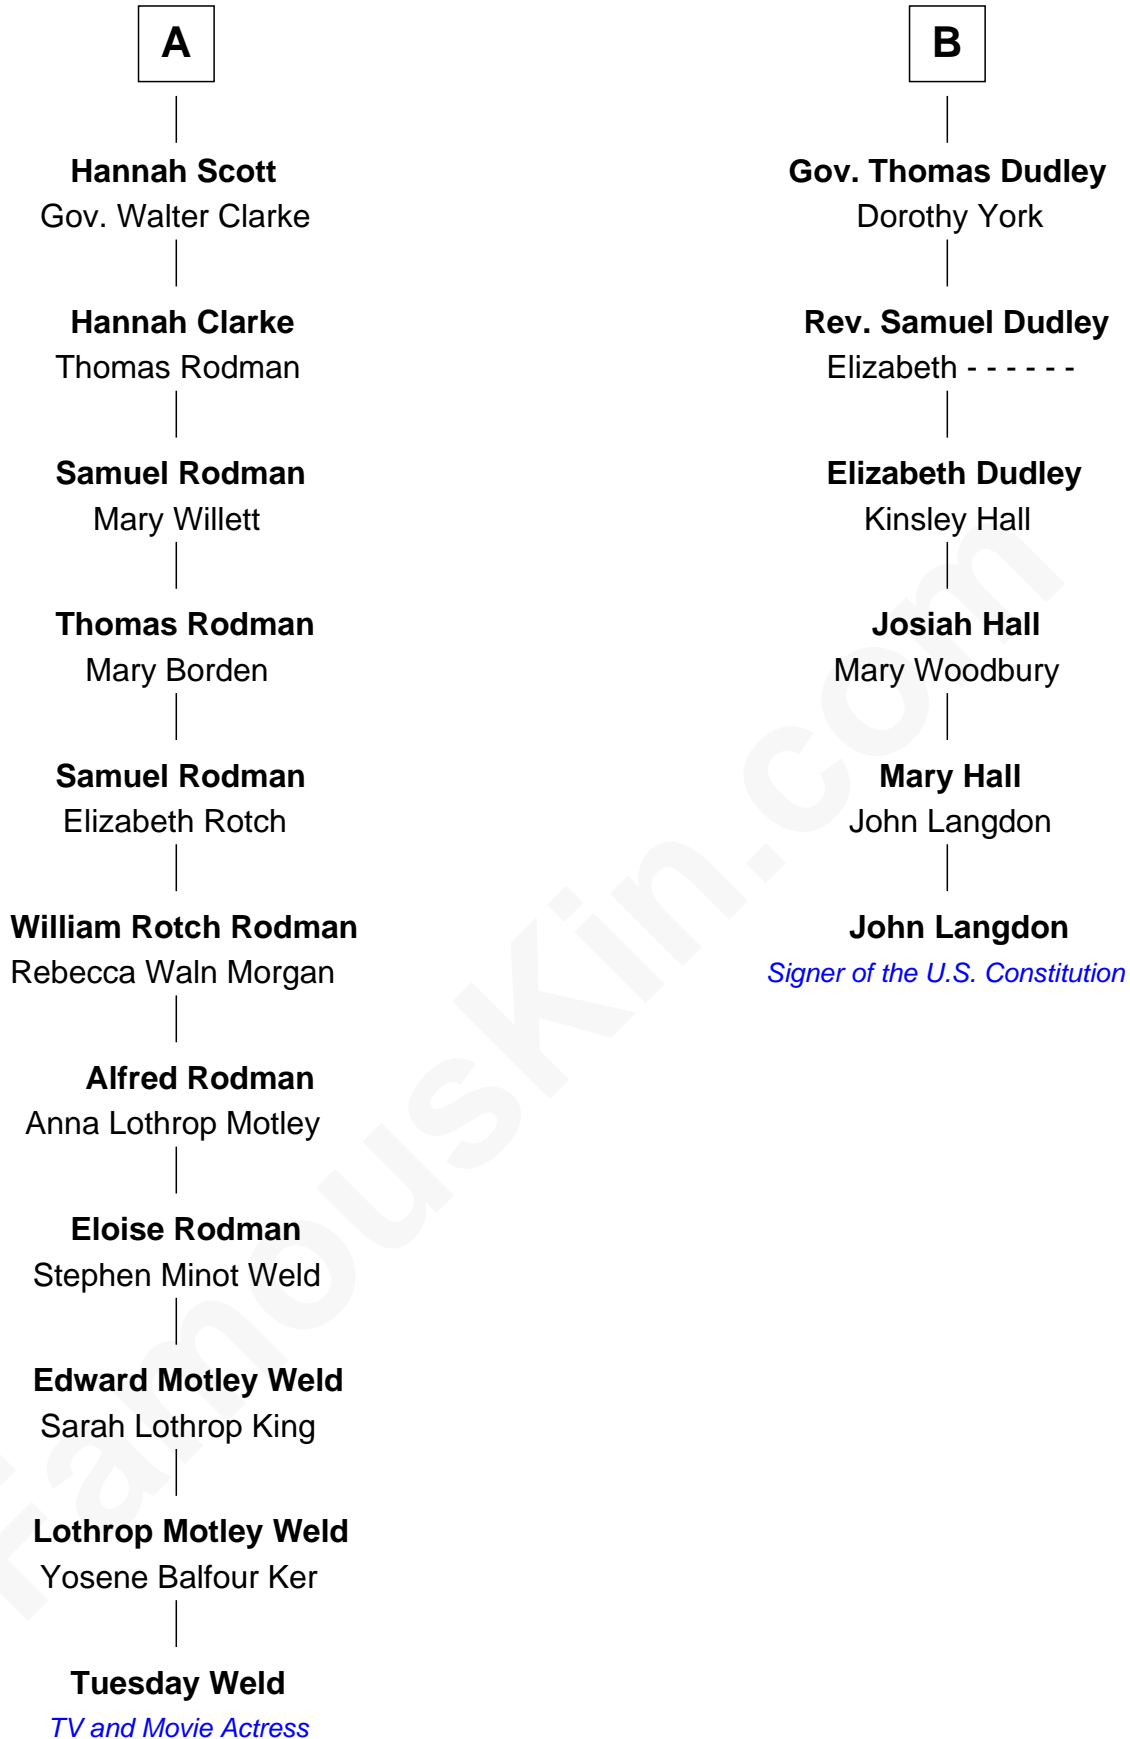 A
Hannah Scott
Gov. Walter Clarke
Hannah Clarke
Thomas Rodman
Samuel Rodman
Mary Willett
Thomas Rodman
Mary Borden
Samuel Rodman
Elizabeth Rotch
William Rotch Rodman
Rebecca Waln Morgan
Alfred Rodman
Anna Lothrop Motley
Eloise Rodman
Stephen Minot Weld
Edward Motley Weld
Sarah Lothrop King
Lothrop Motley Weld
Yosene Balfour Ker
Tuesday Weld
TV and Movie Actress
B
Gov. Thomas Dudley
Dorothy York
Rev. Samuel Dudley
Elizabeth - - - - - -
Elizabeth Dudley
Kinsley Hall
Josiah Hall
Mary Woodbury
Mary Hall
John Langdon
John Langdon
Signer of the U.S. Constitution
FamousKin.com